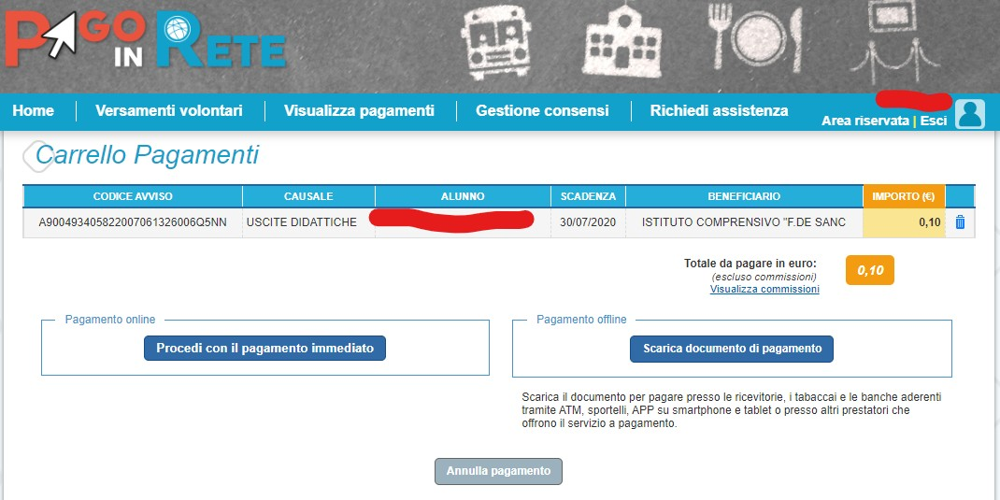 PAGO IN RETE
Home Versamenti volontari Visualizza pagamenti Gestione consensi Richiedi assistenza
Area riservata | Esci
Carrello Pagamenti
CODICE AVVISO CAUSALE ALUNNO SCADENZA BENEFICIARIO IMPORTO (€)
A900493405822007061326006Q5NN USCITE DIDATTICHE 30/07/2020 ISTITUTO COMPRENSIVO "F.DE SANC 0,10
Totale da pagare in euro: 0,10
(escluso commissioni)
Visualizza commissioni
Pagamento online
Procedi con il pagamento immediato
Pagamento offline
Scarica documento di pagamento
Scarica il documento per pagare presso le ricevitorie, i tabaccai e le banche aderenti
tramite ATM, sportelli, APP su smartphone e tablet o presso altri prestatori che
offrono il servizio a pagamento.
Annulla pagamento